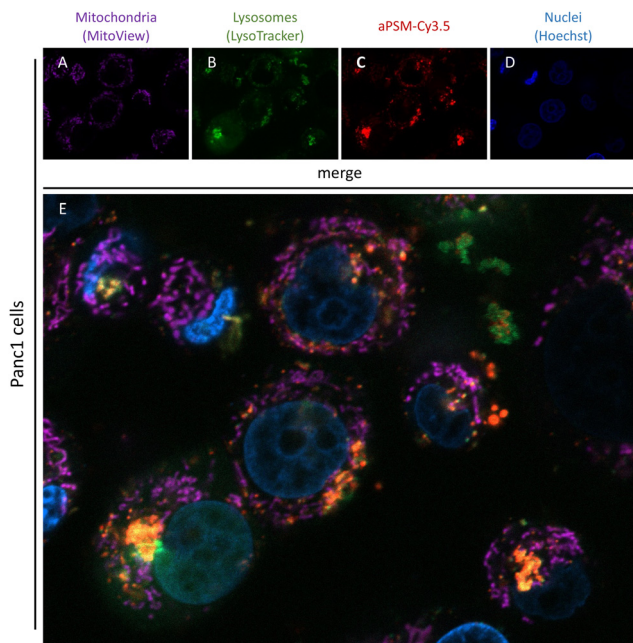 Mitochondria
(MitoView)
Lysosomes
(LysoTracker)
aPSM-Cy3.5
Nuclei
(Hoechst)
A
B
C
D
merge
E
Panc1 cells